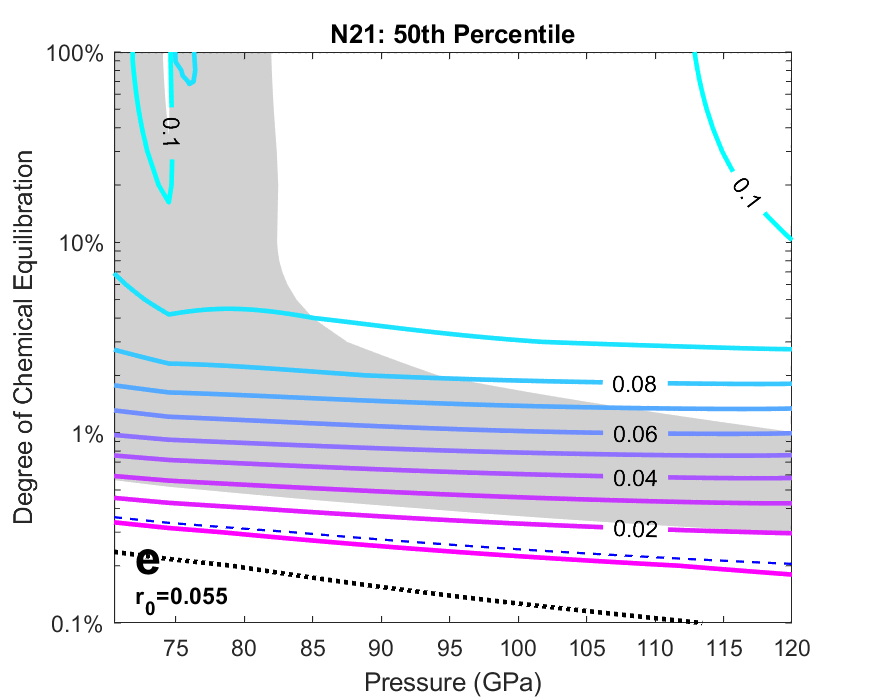 N21: 50th Percentile
100%
10%
1%
0.1%
Degree of Chemical Equilibration
0.1
0.1
0.08
0.06
0.04
0.02
e
r0=0.055
75 80 85 90 95 100 105 110 115 120
Pressure (GPa)